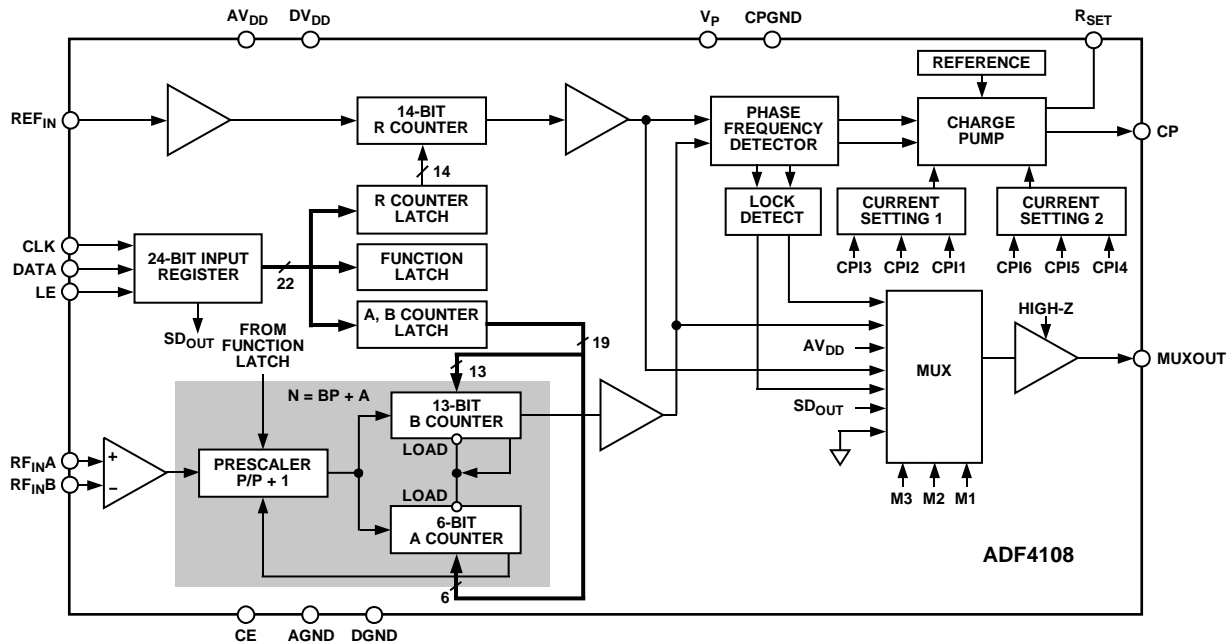 AVDD DVDD VP CPGND RSET
REFERENCE
REFIN
14-BIT
R COUNTER
PHASE
FREQUENCY
DETECTOR
CHARGE
PUMP
CP
14
R COUNTER
LATCH
LOCK
DETECT
CURRENT
SETTING 1
CURRENT
SETTING 2
CLK
DATA
LE
24-BIT INPUT
REGISTER
22
FUNCTION
LATCH
CPI3 CPI2 CPI1 CPI6 CPI5 CPI4
A, B COUNTER
LATCH
SDOUT
FROM
FUNCTION
LATCH
19
13
HIGH-Z
AVDD
MUX
MUXOUT
SDOUT
N = BP + A
13-BIT
B COUNTER
LOAD
RFINA
RFINB
+
−
PRESCALER
P/P + 1
LOAD
6-BIT
A COUNTER
M3 M2 M1
6
ADF4108
CE AGND DGND